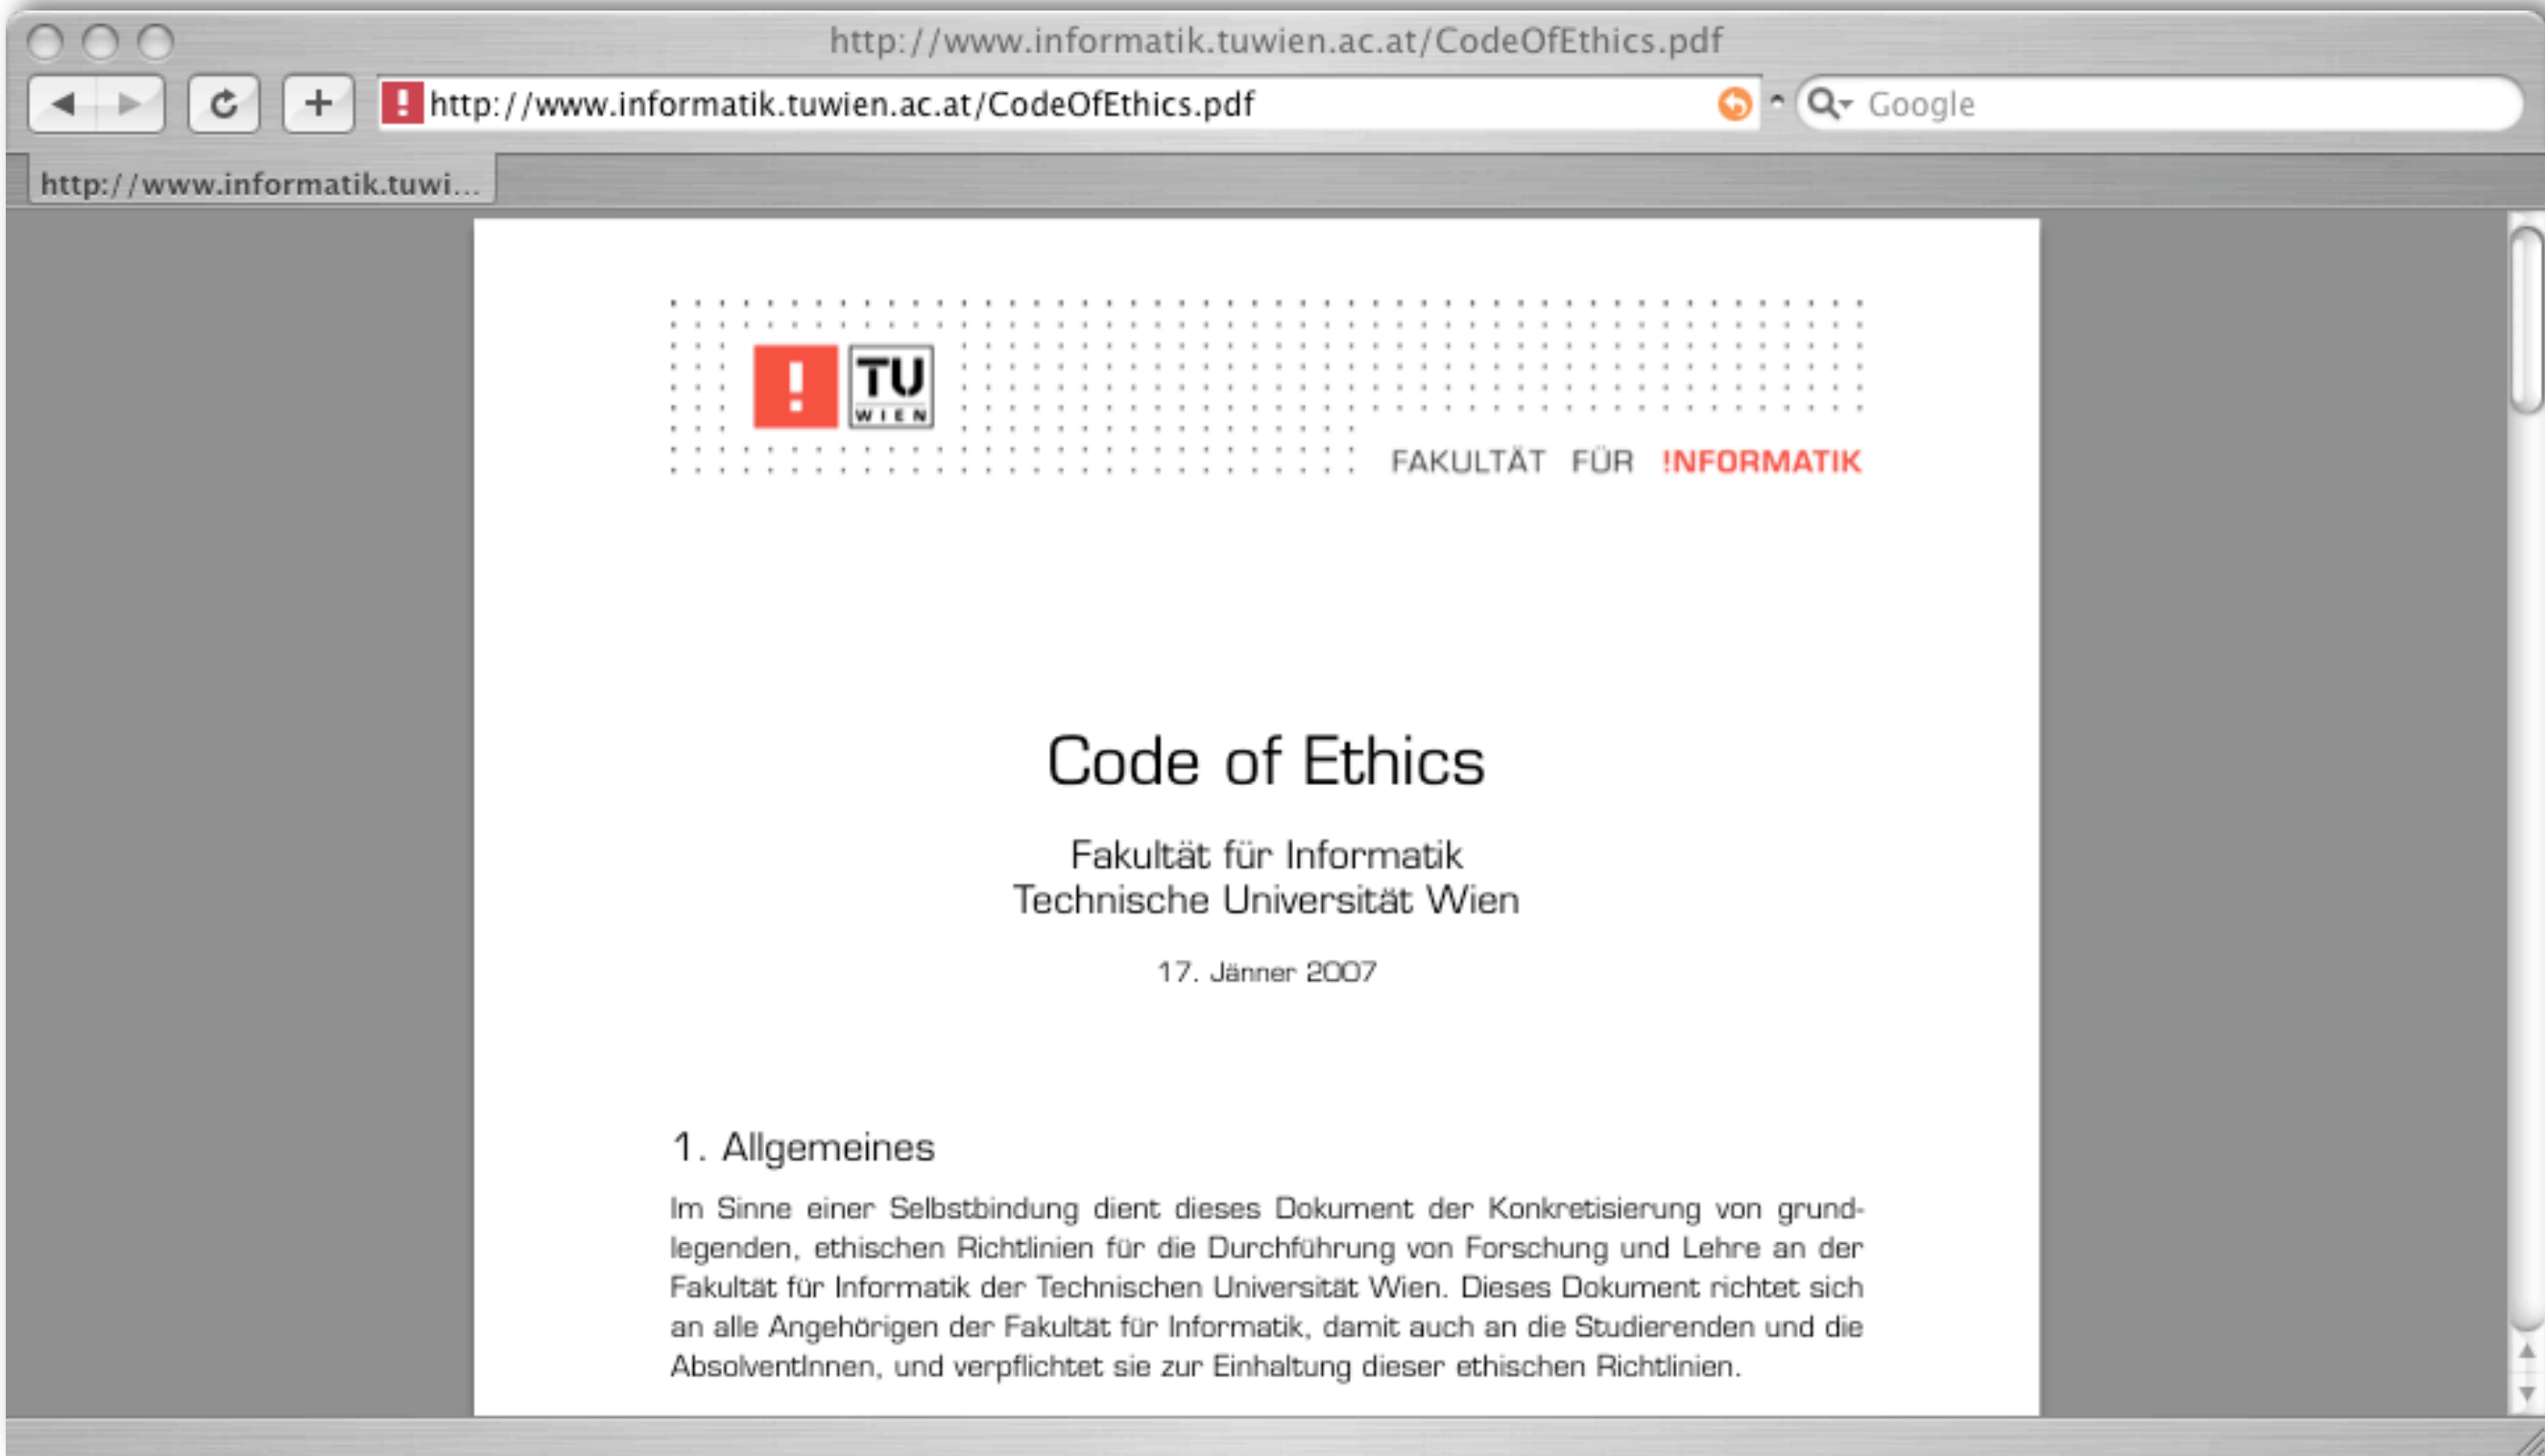 http://www.informatik.tuwien.ac.at/CodeOfEthics.pdf
http://www.informatik.tuwien.ac.at/CodeOfEthics.pdf
Google
http://www.informatik.tuwi...
! TU
WIEN
FAKULTÄT FÜR !NFORMATIK
Code of Ethics
Fakultät für Informatik
Technische Universität Wien
17. Jänner 2007
1. Allgemeines
Im Sinne einer Selbstbindung dient dieses Dokument der Konkretisierung von grund-
legenden, ethischen Richtlinien für die Durchführung von Forschung und Lehre an der
Fakultät für Informatik der Technischen Universität Wien. Dieses Dokument richtet sich
an alle Angehörigen der Fakultät für Informatik, damit auch an die Studierenden und die
AbsolventInnen, und verpflichtet sie zur Einhaltung dieser ethischen Richtlinien.